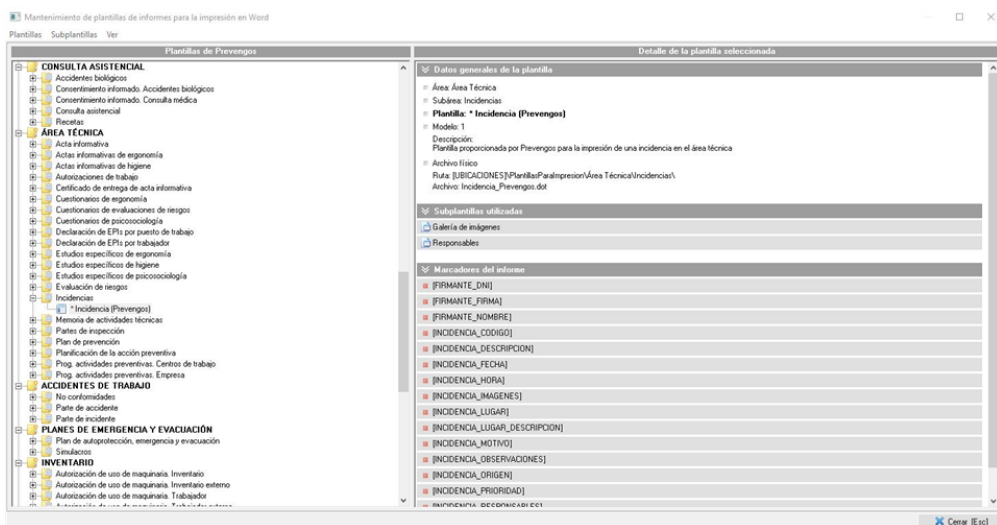 Mantenimiento de plantillas de informes para la impresión en Word
Plantillas Subplantillas Ver
Plantillas de Prevengos
CONSULTA ASISTENCIAL
Accidentes biológicos
Consentimiento informado. Accidentes biológicos
Consentimiento informado. Consulta médica
Consulta asistencial
Recetas
ÁREA TÉCNICA
Acta informativa
Actas informativas de ergonomía
Actas informativas de higiene
Autorizaciones de trabajo
Certificado de entrega de acta informativa
Cuestionarios de ergonomía
Cuestionarios de evaluaciones de riesgos
Cuestionarios de psicosociología
Declaración de EPIs por puesto de trabajo
Declaración de EPIs por trabajador
Estudios específicos de ergonomía
Estudios específicos de higiene
Estudios específicos de psicosociología
Evaluación de riesgos
Incidencias
* Incidencia (Prevengos)
Memoria de actividades técnicas
Partes de inspección
Plan de prevención
Planificación de la acción preventiva
Prog. actividades preventivas. Centros de trabajo
Prog. actividades preventivas. Empresa
ACCIDENTES DE TRABAJO
No conformidades
Parte de accidente
Parte de incidente
PLANES DE EMERGENCIA Y EVACUACIÓN
Plan de autoprotección, emergencia y evacuación
Simulacros
INVENTARIO
Autorización de uso de maquinaria. Inventario
Autorización de uso de maquinaria. Inventario externo
Autorización de uso de maquinaria. Trabajador
Autorización de uso de maquinaria. Trabajador externo
Detalle de la plantilla seleccionada
Datos generales de la plantilla
Área: Área Técnica
Subárea: Incidencias
Plantilla: * Incidencia (Prevengos)
Modelo: 1
Descripción:
Plantilla proporcionada por Prevengos para la impresión de una incidencia en el área técnica
Archivo físico
Ruta: [UBICACIONES]\PlantillasParaImpresion\Área Técnica\Incidencias\
Archivo: Incidencia_Prevengos.dot
Subplantillas utilizadas
Galería de imágenes
Responsables
Marcadores del informe
[FIRMANTE_DNI]
[FIRMANTE_FIRMA]
[FIRMANTE_NOMBRE]
[INCIDENCIA_CODIGO]
[INCIDENCIA_DESCRIPCION]
[INCIDENCIA_FECHA]
[INCIDENCIA_HORA]
[INCIDENCIA_IMAGENES]
[INCIDENCIA_LUGAR]
[INCIDENCIA_LUGAR_DESCRIPCION]
[INCIDENCIA_MOTIVO]
[INCIDENCIA_OBSERVACIONES]
[INCIDENCIA_ORIGEN]
[INCIDENCIA_PRIORIDAD]
[INCIDENCIA_RESPONSABLES]
Cerrar [Esc]